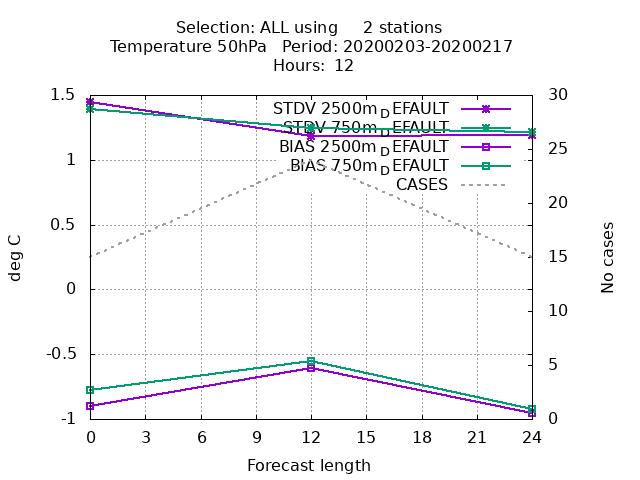 Selection: ALL using 2 stations
Temperature 50hPa Period: 20200203-20200217
Hours: 12
1.5
1
0.5
0
-0.5
-1
deg C
30
25
20
15
10
5
0
No cases
STDV 2500m_DEFAULT
STDV 750m_DEFAULT
BIAS 2500m_DEFAULT
BIAS 750m_DEFAULT
CASES
0 3 6 9 12 15 18 21 24
Forecast length